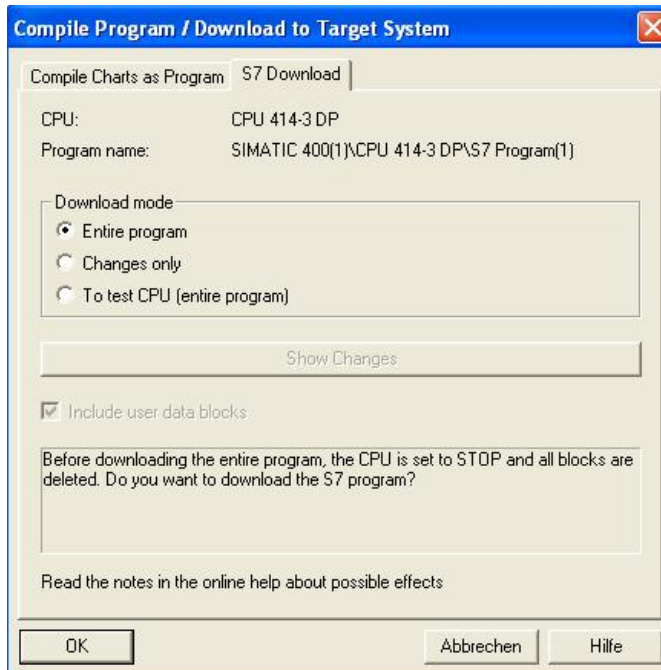 Compile Program / Download to Target System
Compile Charts as Program
S7 Download
CPU: CPU 414-3 DP
Program name: SIMATIC 400(1)\CPU 414-3 DP\S7 Program(1)
Download mode
Entire program
Changes only
To test CPU (entire program)
Show Changes
Include user data blocks
Before downloading the entire program, the CPU is set to STOP and all blocks are
deleted. Do you want to download the S7 program?
Read the notes in the online help about possible effects
OK
Abbrechen
Hilfe